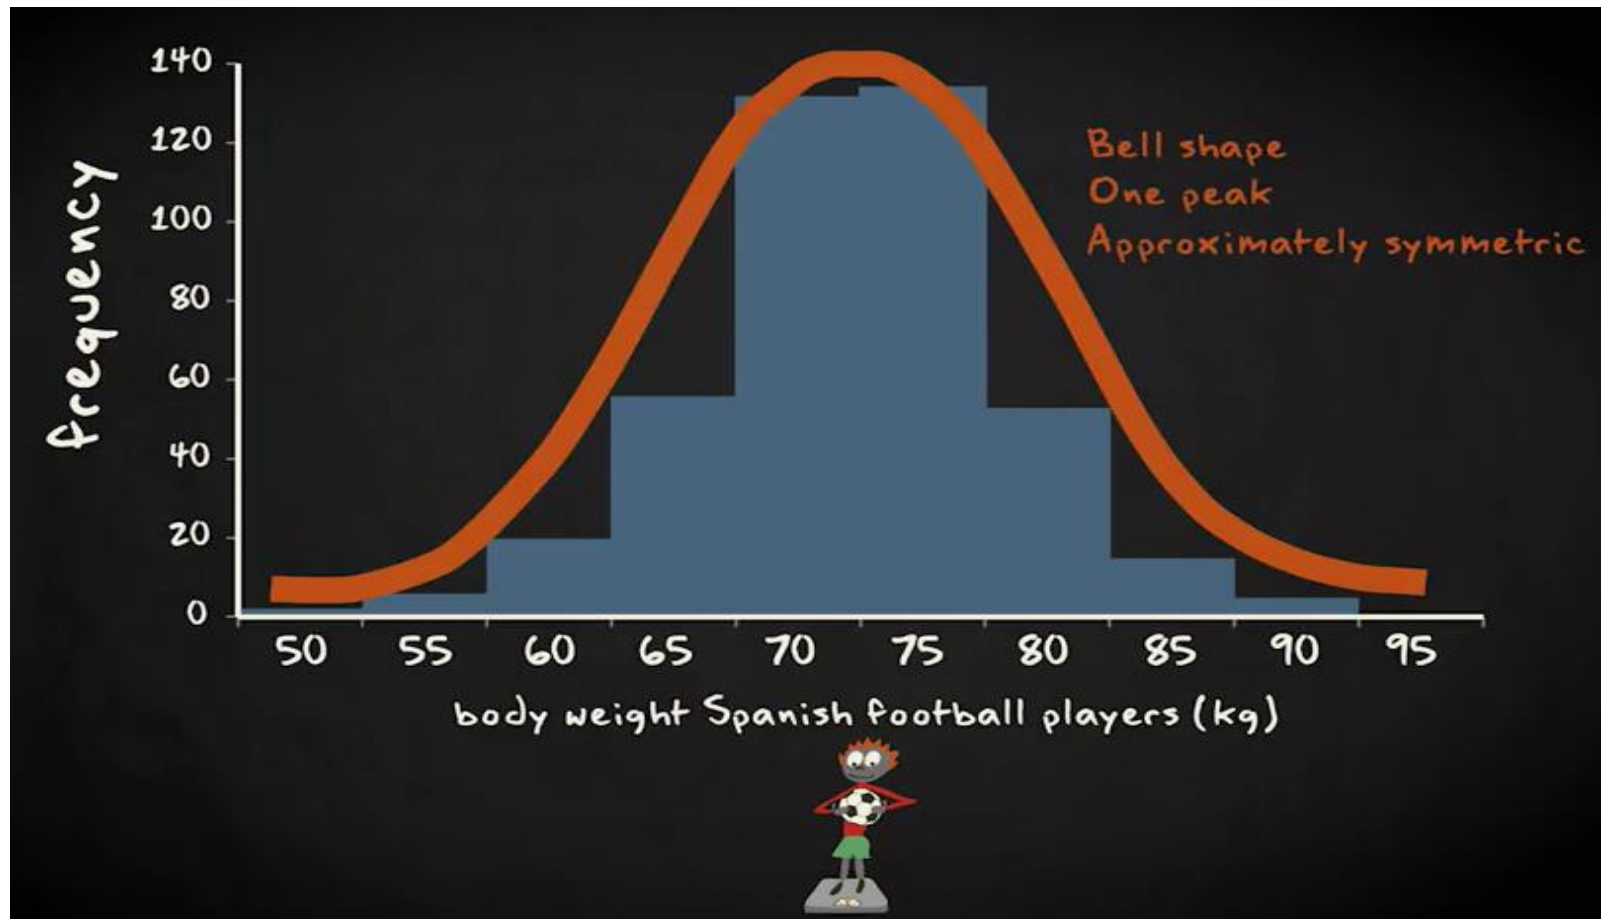 140
120
100
80
60
40
20
0
frequency
Bell shape
One peak
Approximately symmetric
50 55 60 65 70 75 80 85 90 95
body weight Spanish football players (kg)